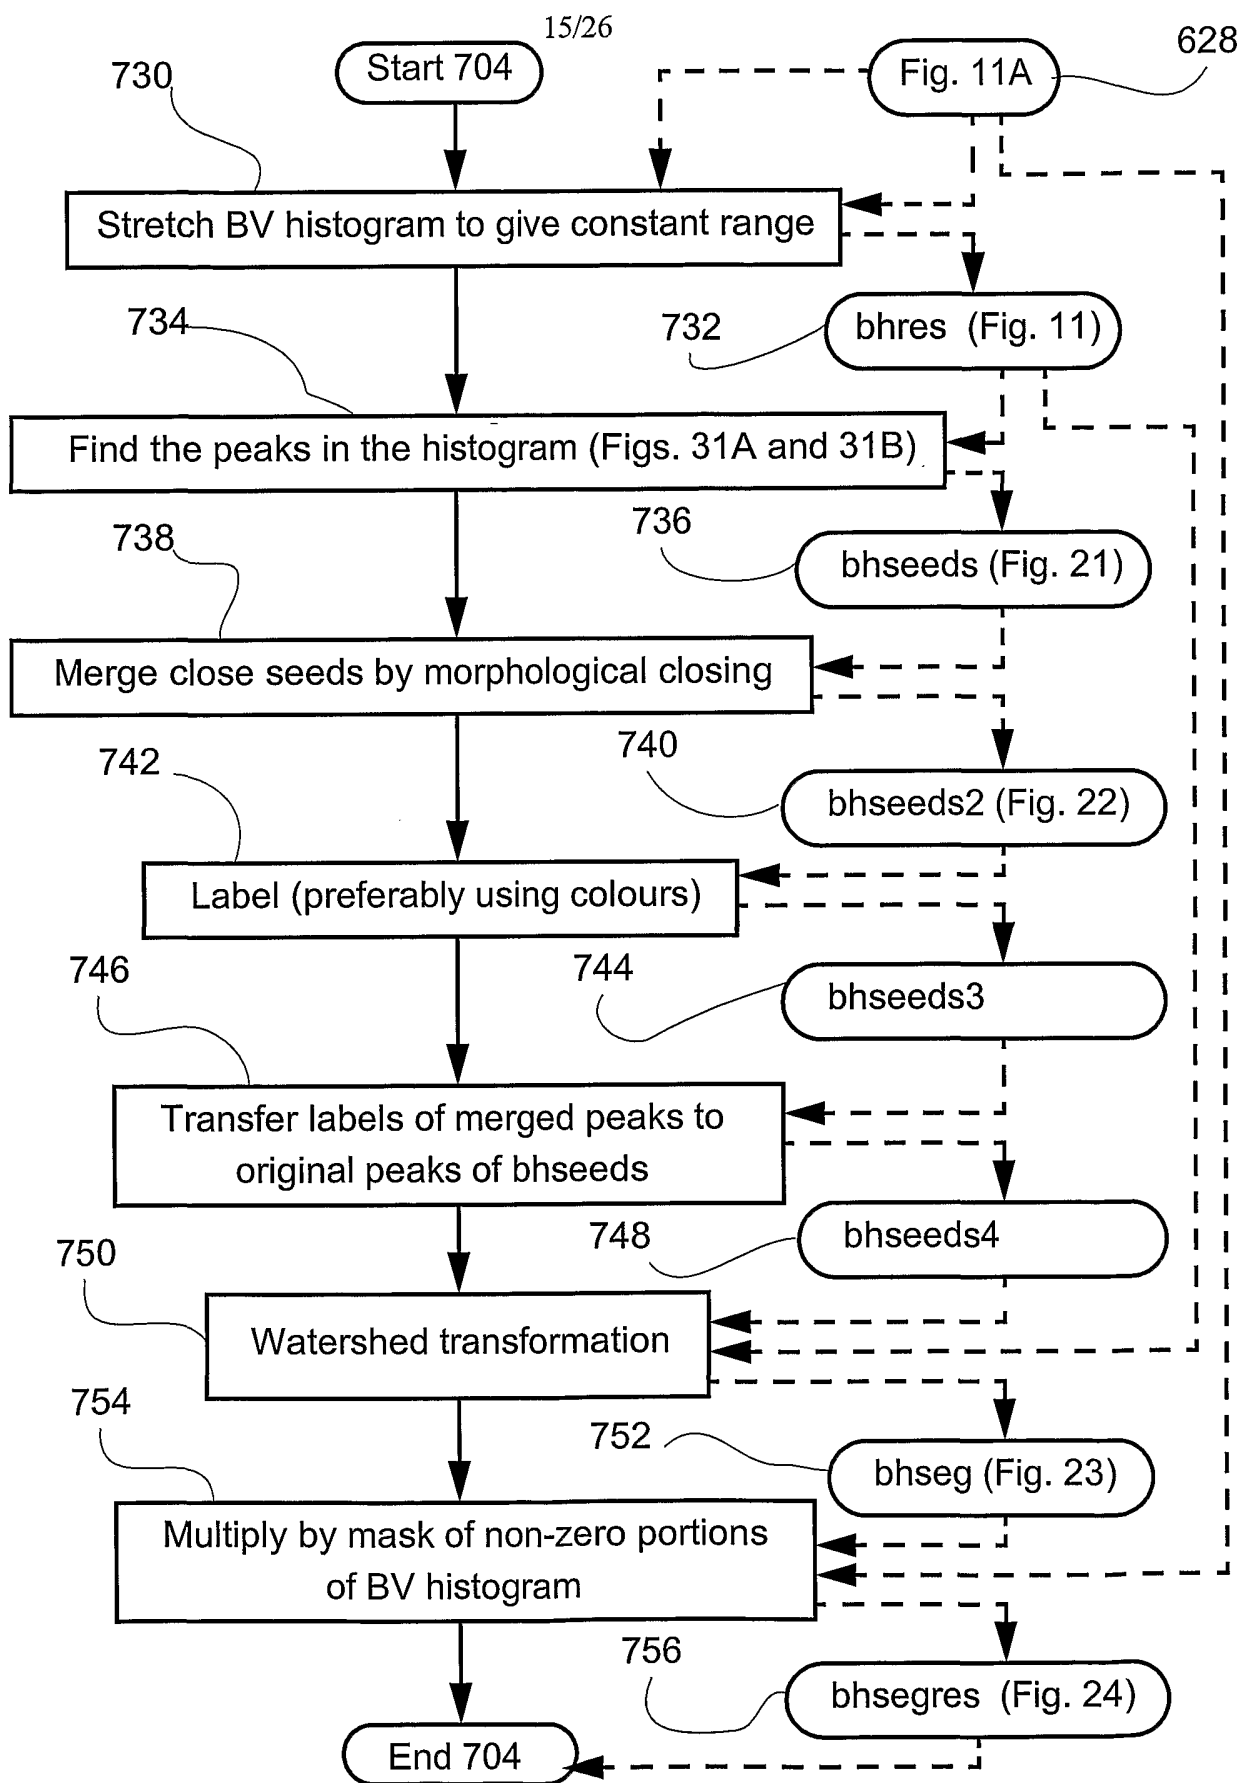 15/26
Start 704
Fig. 11A
628
730
Stretch BV histogram to give constant range
734
732
bhres (Fig. 11)
Find the peaks in the histogram (Figs. 31A and 31B)
738
736
bhseeds (Fig. 21)
Merge close seeds by morphological closing
742
740
bhseeds2 (Fig. 22)
Label (preferably using colours)
746
744
bhseeds3
Transfer labels of merged peaks to
original peaks of bhseeds
750
748
bhseeds4
Watershed transformation
754
752
bhseg (Fig. 23)
Multiply by mask of non-zero portions
of BV histogram
756
bhsegres (Fig. 24)
End 704